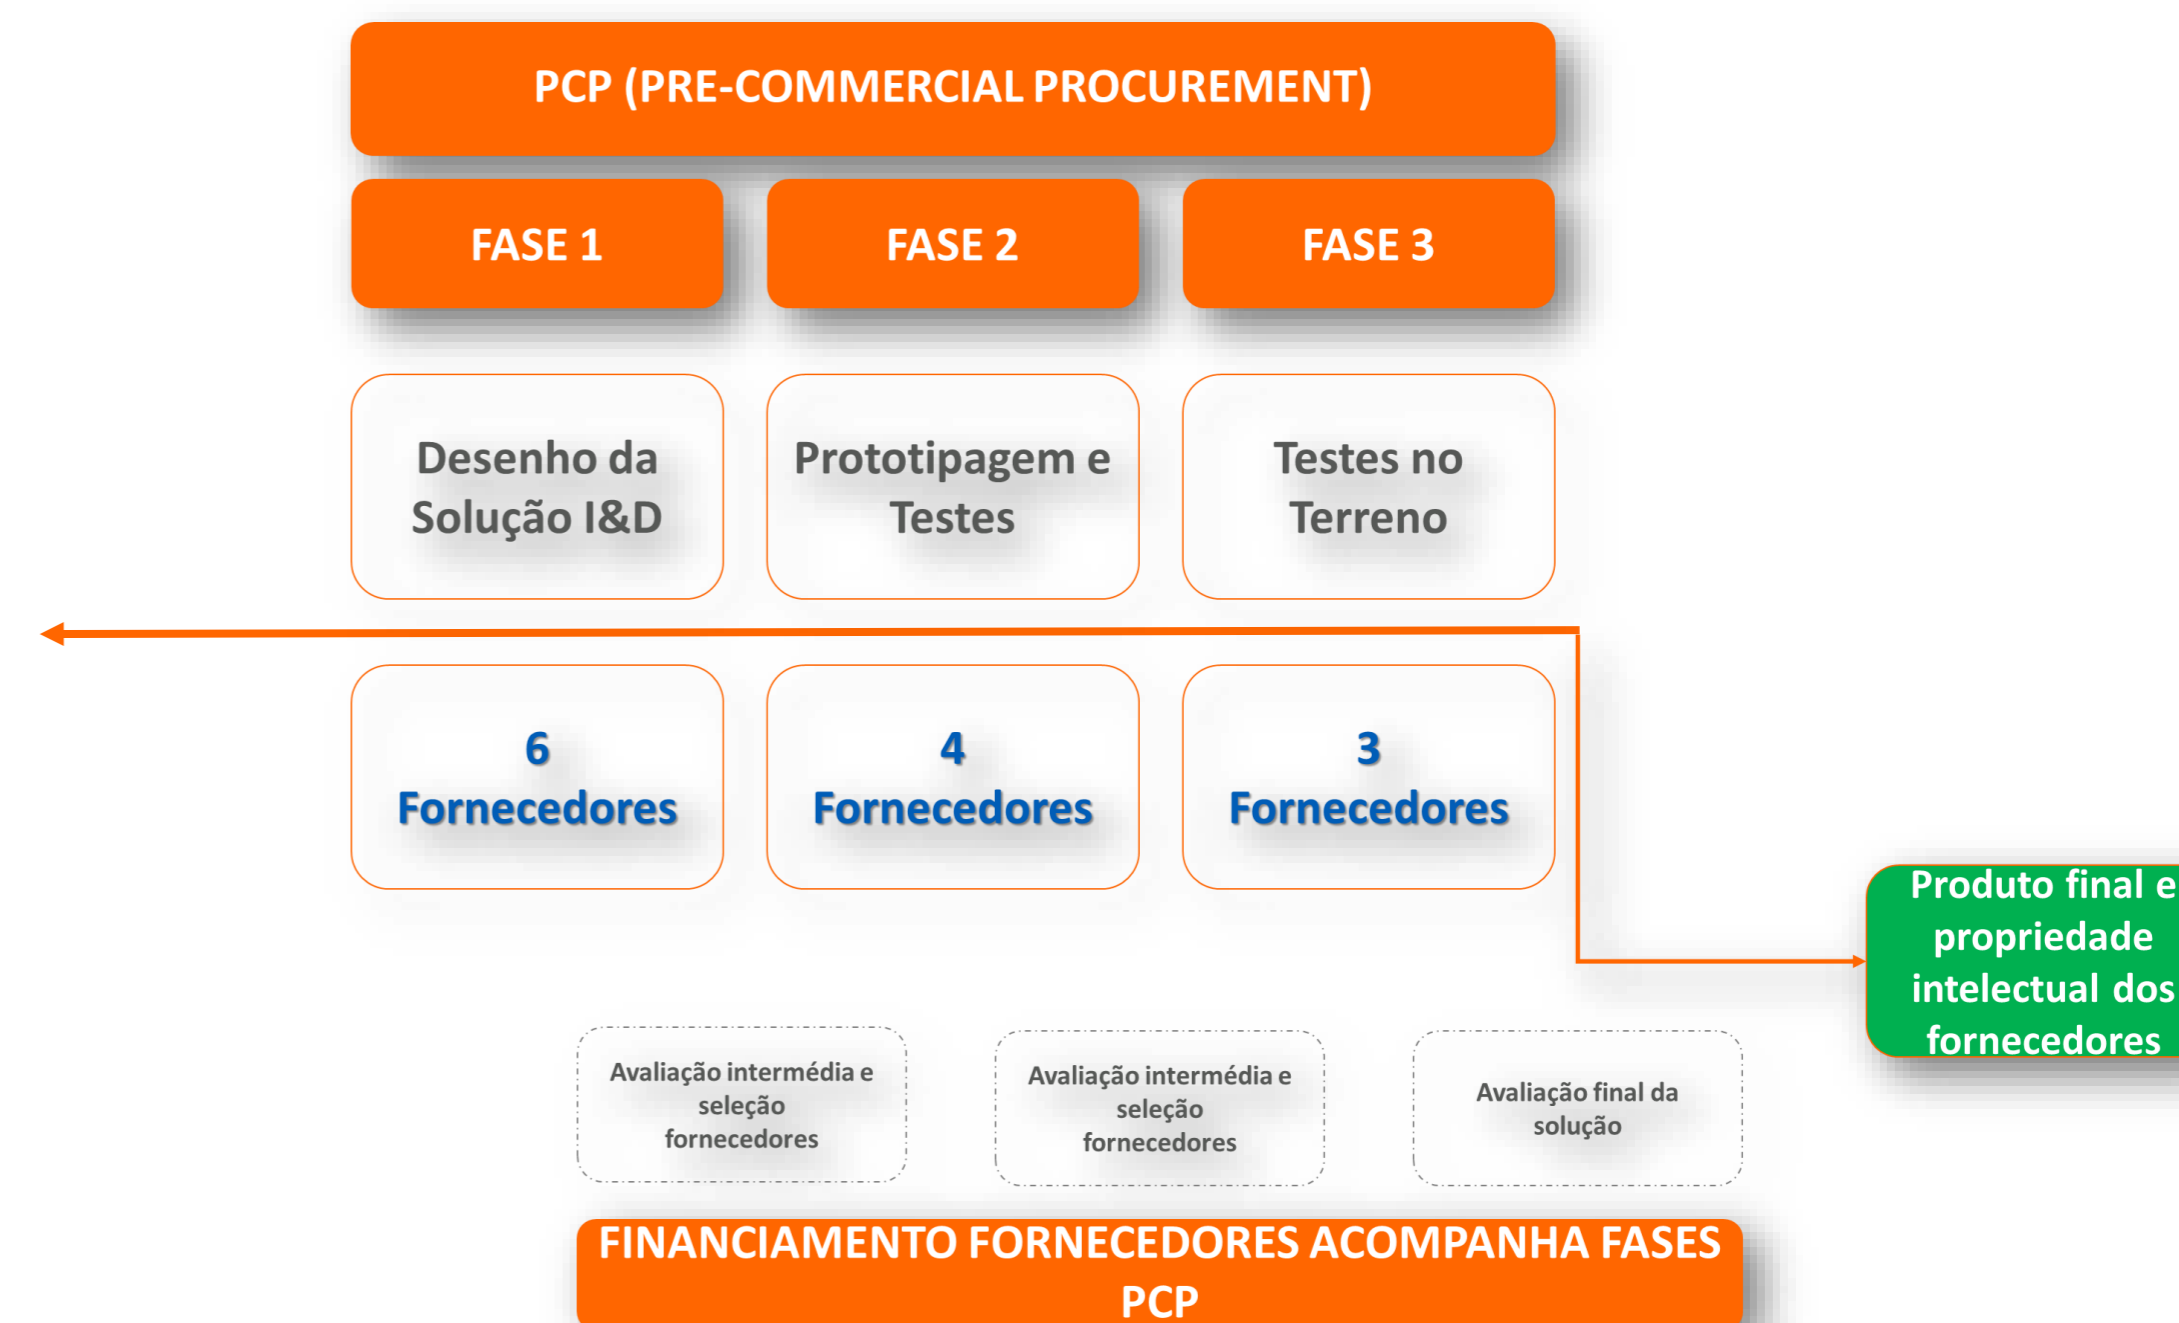 PCP (PRE-COMMERCIAL PROCUREMENT)
FASE 1
FASE 2
FASE 3
Desenho da
Solução I&D
Prototipagem e
Testes
Testes no
Terreno
6
Fornecedores
4
Fornecedores
3
Fornecedores
Produto final e
propriedade
intelectual dos
fornecedores
Avaliação intermédia e
seleção
fornecedores
Avaliação intermédia e
seleção
fornecedores
Avaliação final da
solução
FINANCIAMENTO FORNECEDORES ACOMPANHA FASES
PCP